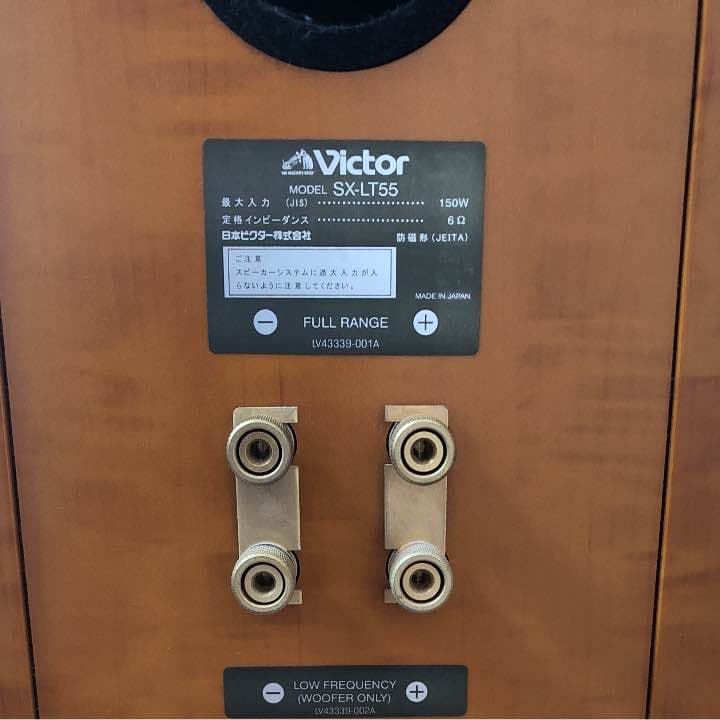 Victor
MODEL SX-LT55
最大入力 (JIS) ······················ 150W
定格インピーダンス ······················ 6Ω
日本ビクター株式会社 防磁形(JEITA)
ご注意
スピーカーシステムに過大入力が入
らないように注意してください。
MADE IN JAPAN
− FULL RANGE +
LV43339-001A
− LOW FREQUENCY +
(WOOFER ONLY)
LV43339-002A